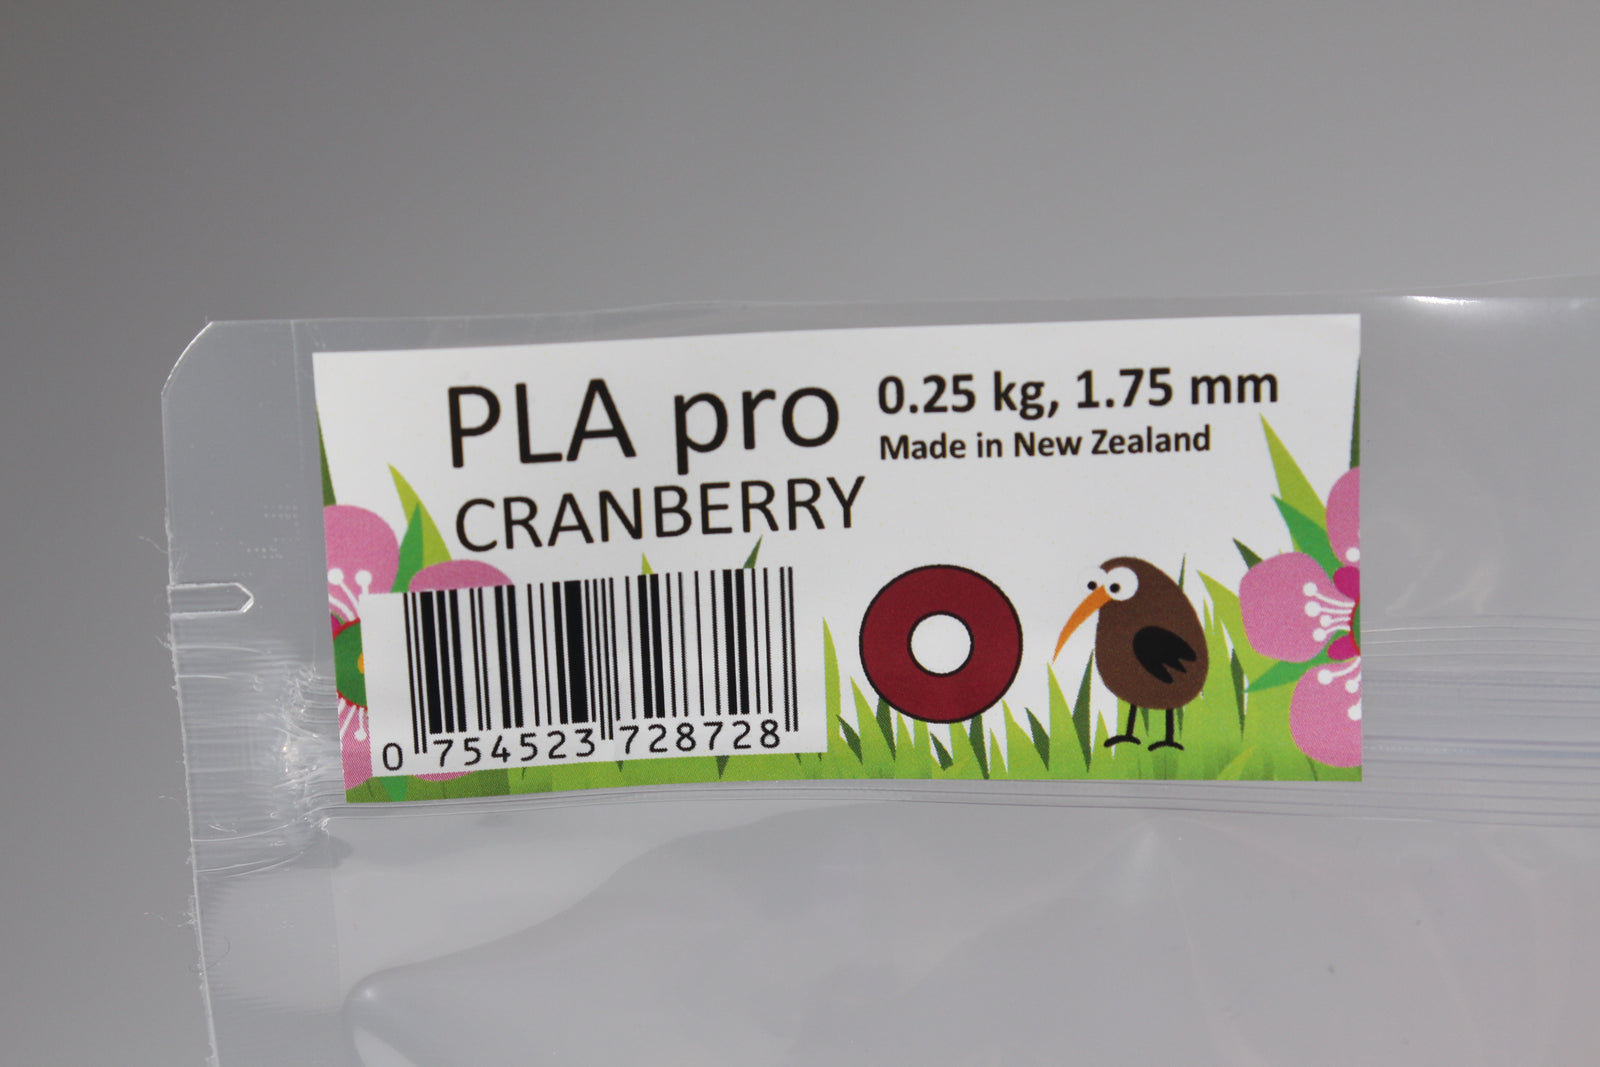 PLA pro
CRANBERRY
0.25 kg, 1.75 mm
Made in New Zealand
0 754523 728728